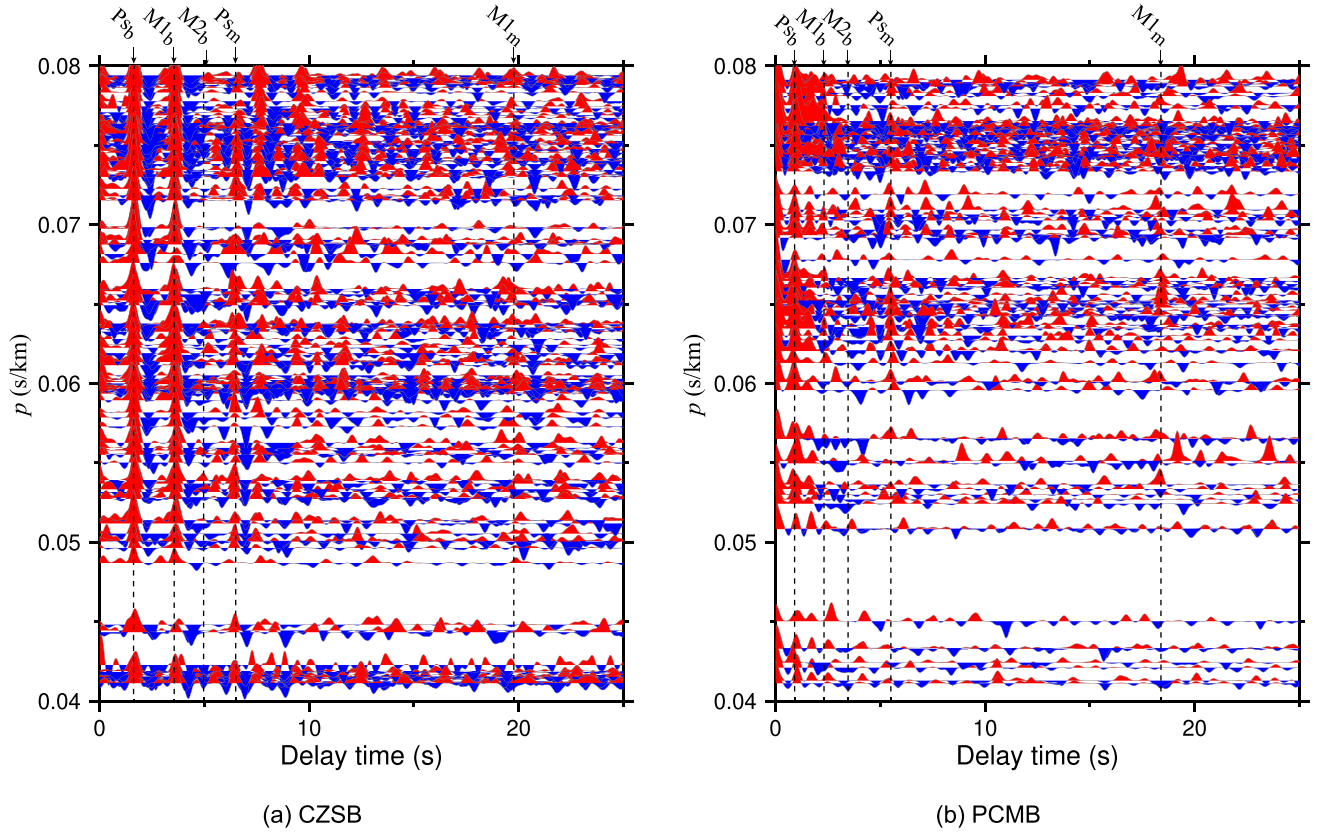 Ps_b M1_b M2_b Ps_m M1_m
0.08
0.07
0.06
0.05
0.04
p (s/km)
0 10 20
Delay time (s)
(a) CZSB
Ps_b M1_b M2_b Ps_m M1_m
0.08
0.07
0.06
0.05
0.04
p (s/km)
0 10 20
Delay time (s)
(b) PCMB